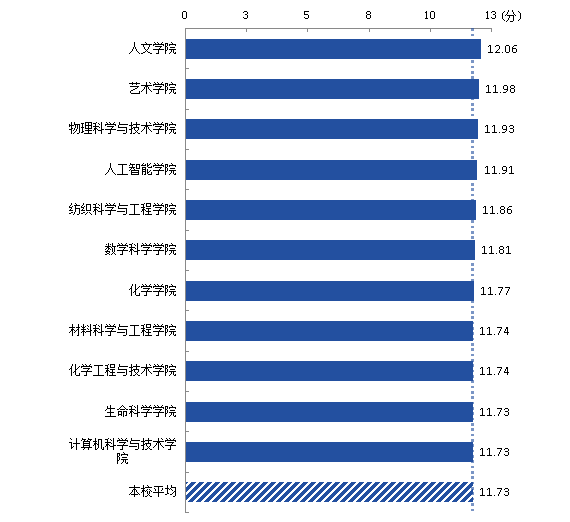 0 3 5 8 10 13 (分)
人文学院 12.06
艺术学院 11.98
物理科学与技术学院 11.93
人工智能学院 11.91
纺织科学与工程学院 11.86
数学科学学院 11.81
化学学院 11.77
材料科学与工程学院 11.74
化学工程与技术学院 11.74
生命科学学院 11.73
计算机科学与技术学
院 11.73
本校平均 11.73